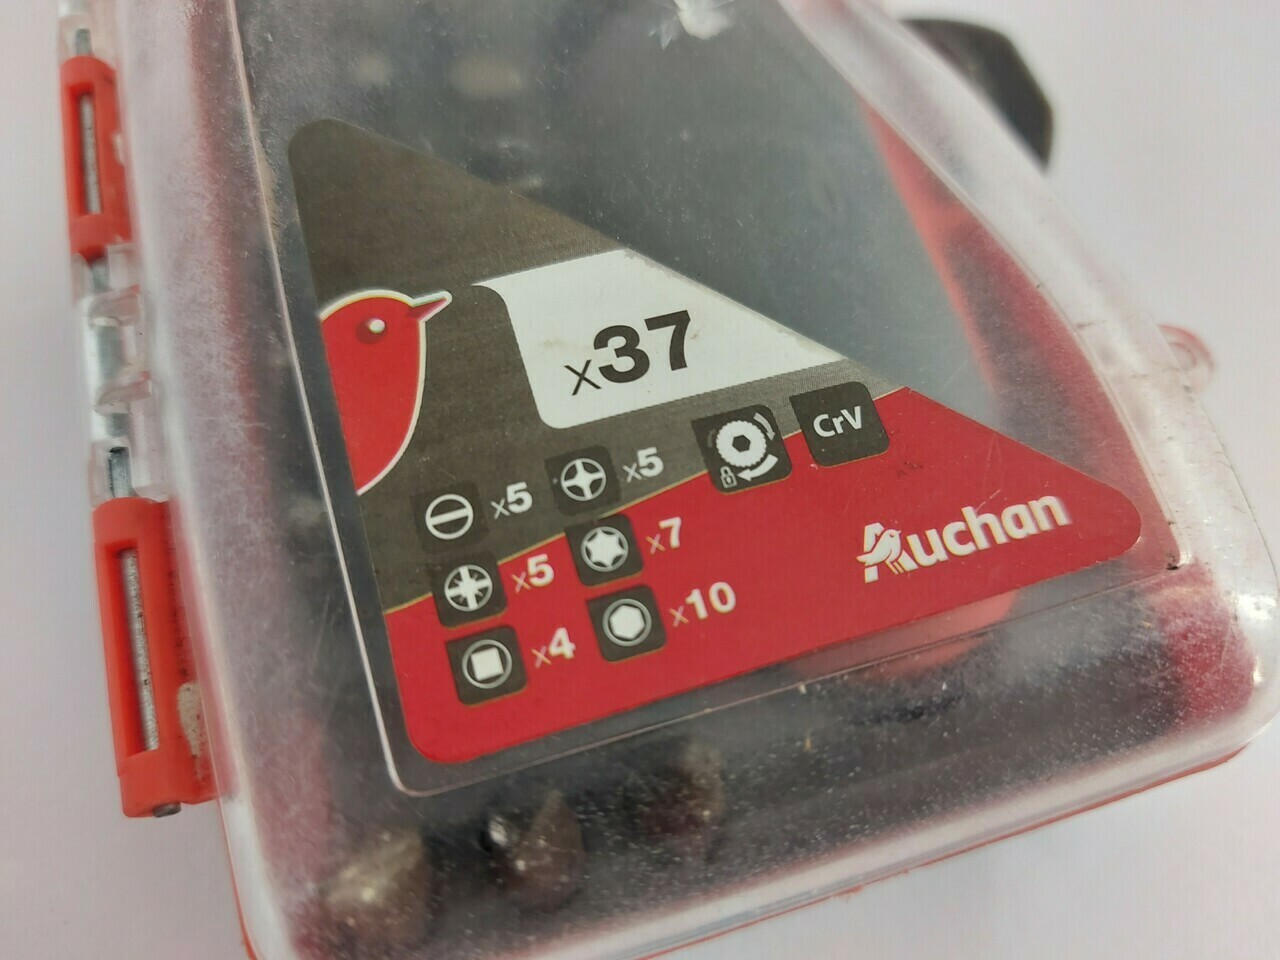 x37
CrV
x5 x5
x5 x7
x4 x10
Auchan